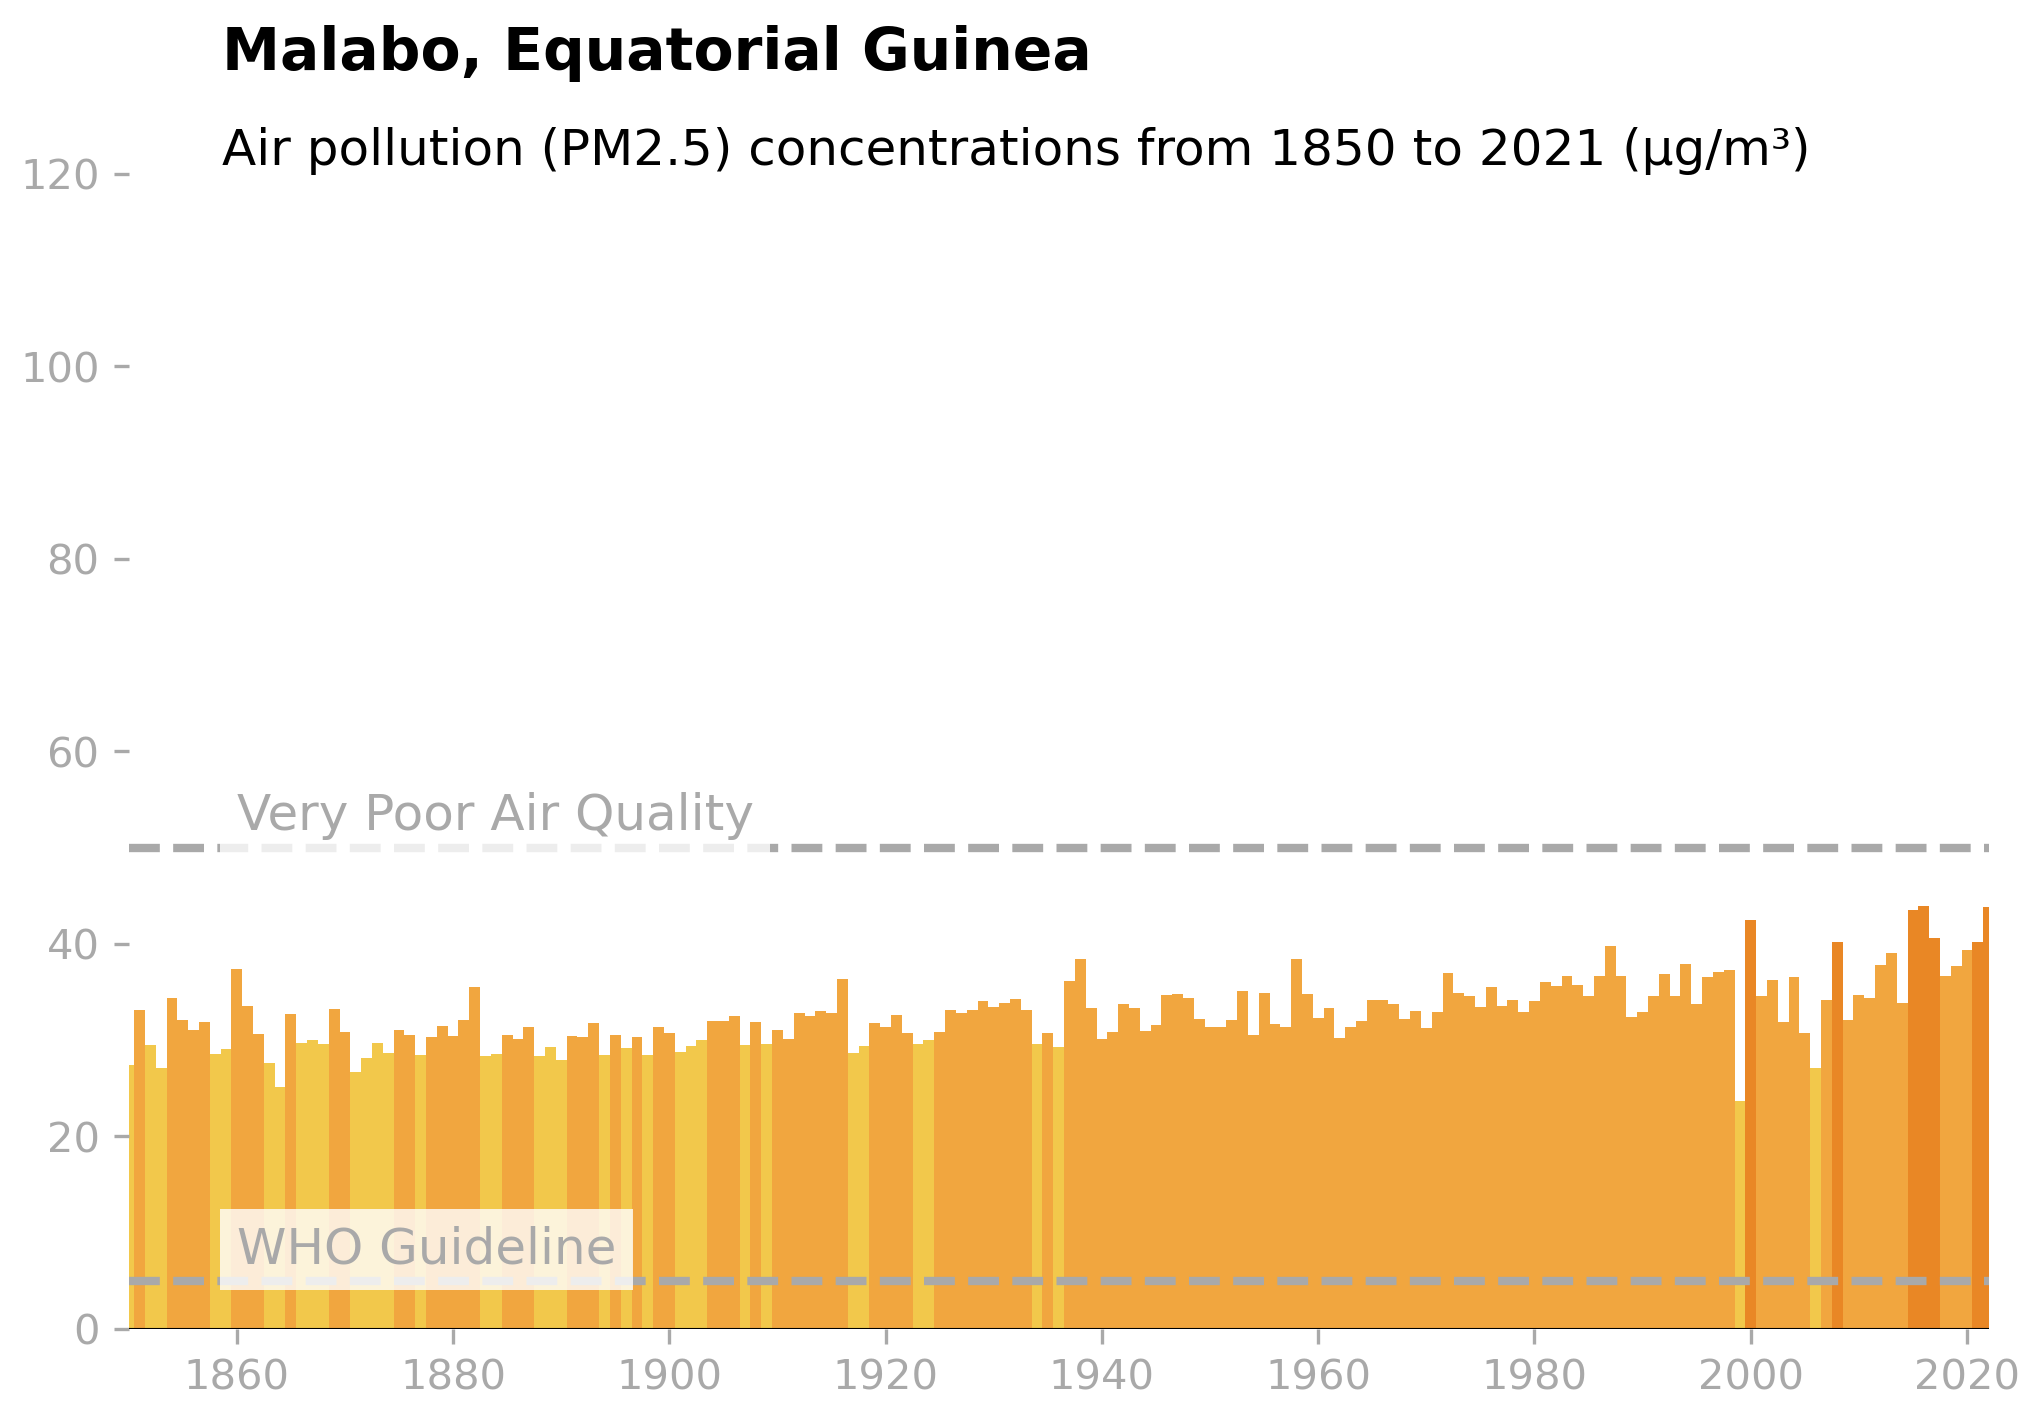 Malabo, Equatorial Guinea
Air pollution (PM2.5) concentrations from 1850 to 2021 (µg/m³)
120
100
80
60
Very Poor Air Quality
40
20
WHO Guideline
0
1860 1880 1900 1920 1940 1960 1980 2000 2020